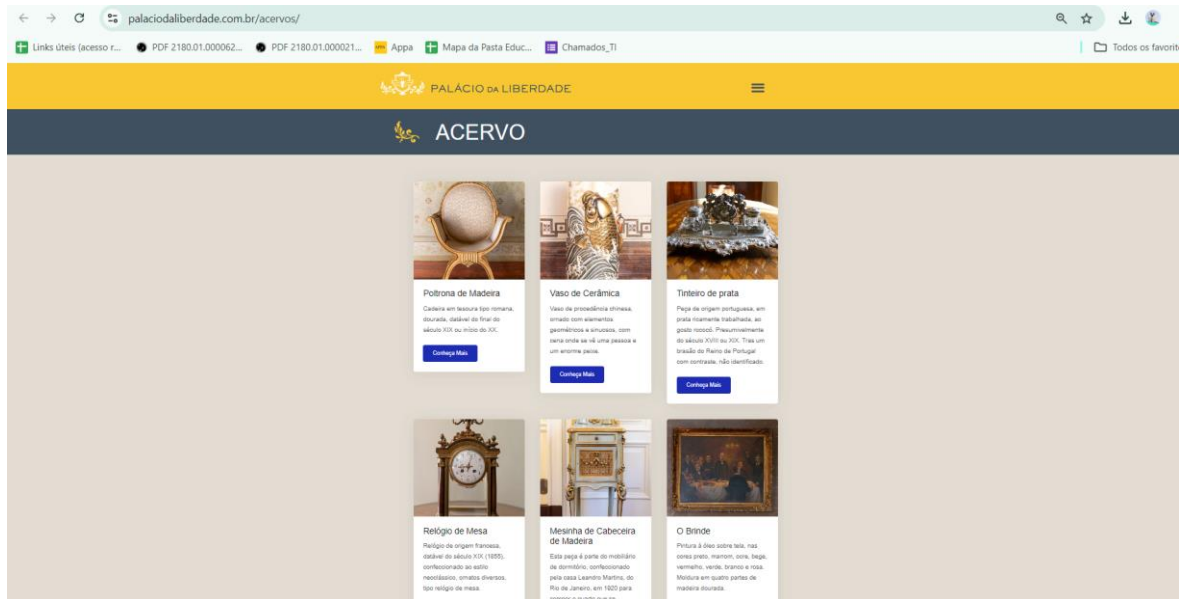 palaciodaliberdade.com.br/acervos/
Links úteis (acesso r... PDF 2180.01.000062... PDF 2180.01.000021... Appa Mapa da Pasta Educ... Chamados_TI Todos os favorit
PALÁCIO DA LIBERDADE
ACERVO
Poltrona de Madeira
Cadeira em tesoura tipo romana,
dourada, datável do final do
século XIX ou início do XX.
Conheça Mais
Vaso de Cerâmica
Vaso de procedência chinesa,
ornado com elementos
geométricos e sinuosos, com
cena onde se vê uma pessoa e
um enorme peixe.
Conheça Mais
Tinteiro de prata
Peça de origem portuguesa, em
prata ricamente trabalhada, ao
gosto rococó. Presumivelmente
do século XVIII ou XIX. Tras um
brasão do Reino de Portugal
com contraste, não identificado.
Conheça Mais
Relógio de Mesa
Relógio de origem francesa,
datável do século XIX (1855),
confeccionado ao estilo
neoclássico, ornatos diversos,
tipo relógio de mesa.
Mesinha de Cabeceira
de Madeira
Esta peça é parte do mobiliário
de dormitório, confeccionado
pela casa Leandro Martins, do
Rio de Janeiro, em 1920 para
O Brinde
Pintura à óleo sobre tela, nas
cores preto, marrom, ocre, bege,
vermelho, verde, branco e rosa.
Moldura em quatro partes de
madeira dourada.